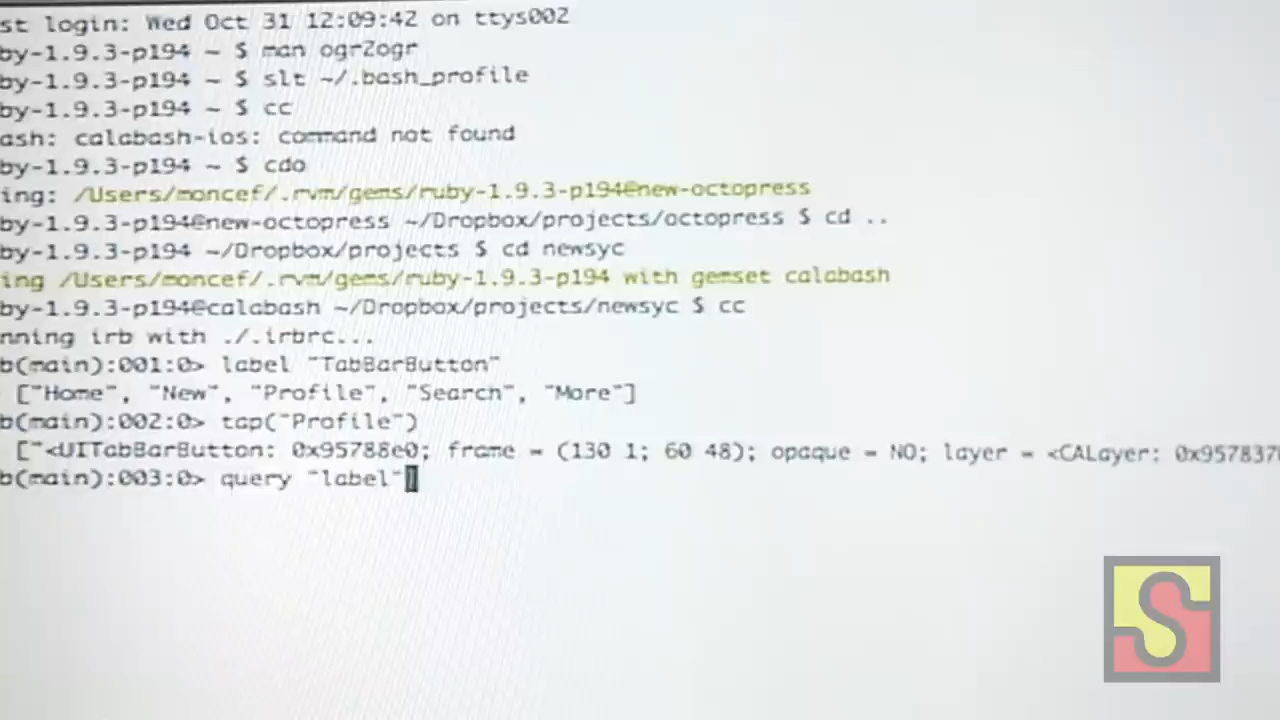 st login: Wed Oct 31 12:09:42 on ttys002
by-1.9.3-p194 ~ $ man ogr2ogr
by-1.9.3-p194 ~ $ slt ~/.bash_profile
by-1.9.3-p194 ~ $ cc
ash: calabash-ios: command not found
by-1.9.3-p194 ~ $ cdo
ing: /Users/moncef/.rvm/gems/ruby-1.9.3-p194@new-octopress
by-1.9.3-p194@new-octopress ~/Dropbox/projects/octopress $ cd ..
by-1.9.3-p194 ~/Dropbox/projects $ cd newsyc
ing /Users/moncef/.rvm/gems/ruby-1.9.3-p194 with gemset calabash
by-1.9.3-p194@calabash ~/Dropbox/projects/newsyc $ cc
nning irb with ./.irbrc...
b(main):001:0> label "TabBarButton"
["Home", "New", "Profile", "Search", "More"]
b(main):002:0> tap("Profile")
["<UITabBarButton: 0x95788e0; frame = (130 1; 60 48); opaque = NO; layer = <CALayer: 0x957837
b(main):003:0> query "label"
S